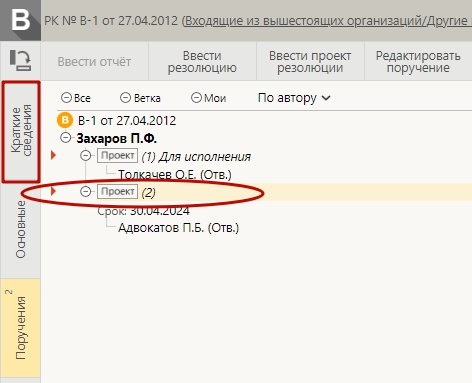 В РК № В-1 от 27.04.2012 (Входящие из вышестоящих организаций/Другие
Ввести отчёт
Ввести резолюцию
Ввести проект резолюции
Редактировать поручение
Все Ветка Мои По автору
В В-1 от 27.04.2012
Захаров П.Ф.
Проект (1) Для исполнения
Толкачев О.Е. (Отв.)
Проект (2)
Срок: 30.04.2024
Адвокатов П.Б. (Отв.)
Краткие сведения
Основные
Поручения 2